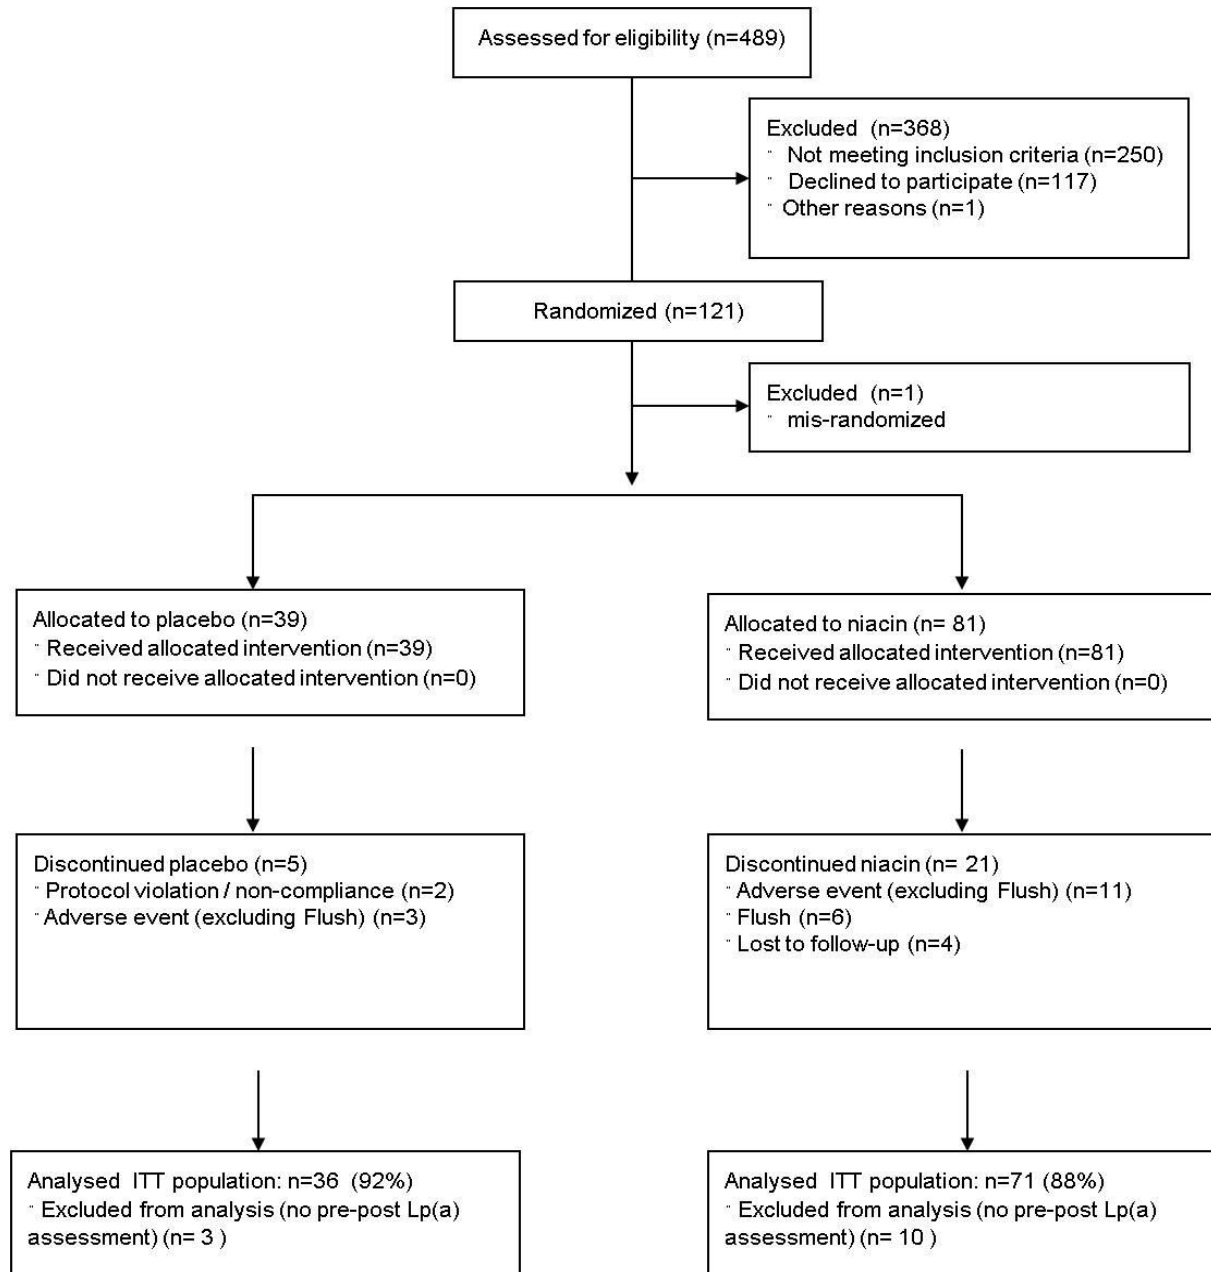 Assessed for eligibility (n=489)
Excluded (n=368)
¨ Not meeting inclusion criteria (n=250)
¨ Declined to participate (n=117)
¨ Other reasons (n=1)
Randomized (n=121)
Excluded (n=1)
¨ mis-randomized
Allocated to placebo (n=39)
¨ Received allocated intervention (n=39)
¨ Did not receive allocated intervention (n=0)
Allocated to niacin (n= 81)
¨ Received allocated intervention (n=81)
¨ Did not receive allocated intervention (n=0)
Discontinued placebo (n=5)
¨ Protocol violation / non-compliance (n=2)
¨ Adverse event (excluding Flush) (n=3)
Discontinued niacin (n= 21)
¨ Adverse event (excluding Flush) (n=11)
¨ Flush (n=6)
¨ Lost to follow-up (n=4)
Analysed ITT population: n=36 (92%)
¨ Excluded from analysis (no pre-post Lp(a)
assessment) (n= 3 )
Analysed ITT population: n=71 (88%)
¨ Excluded from analysis (no pre-post Lp(a)
assessment) (n= 10 )